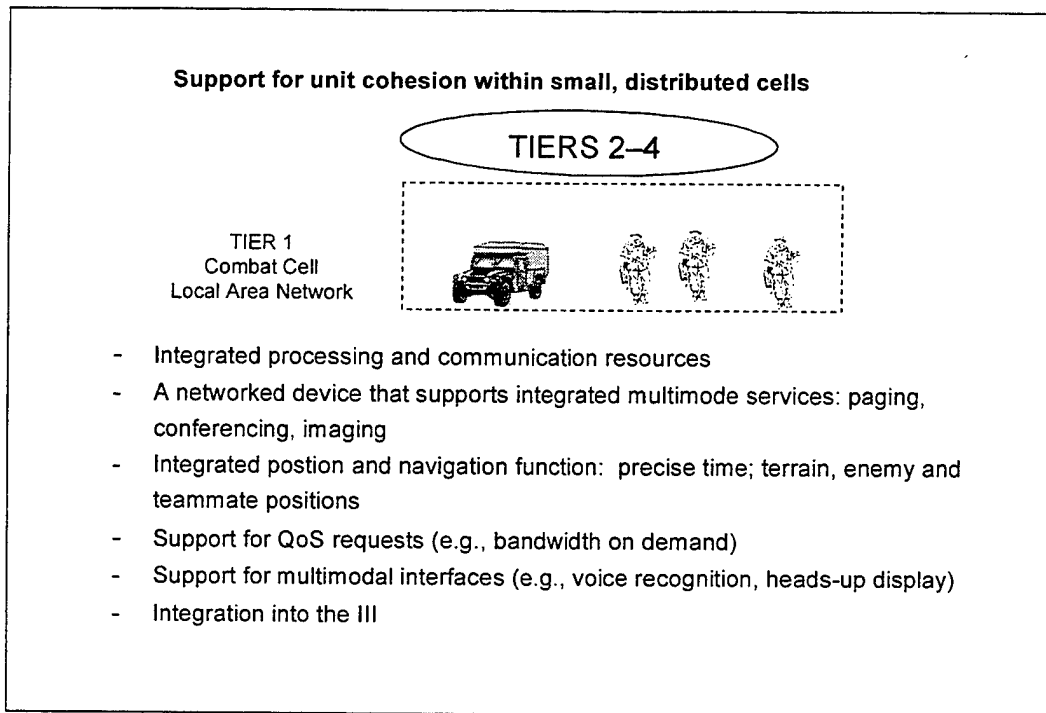 Support for unit cohesion within small, distributed cells
TIERS 2–4
TIER 1
Combat Cell
Local Area Network
- Integrated processing and communication resources
- A networked device that supports integrated multimode services: paging,
conferencing, imaging
- Integrated postion and navigation function: precise time; terrain, enemy and
teammate positions
- Support for QoS requests (e.g., bandwidth on demand)
- Support for multimodal interfaces (e.g., voice recognition, heads-up display)
- Integration into the III